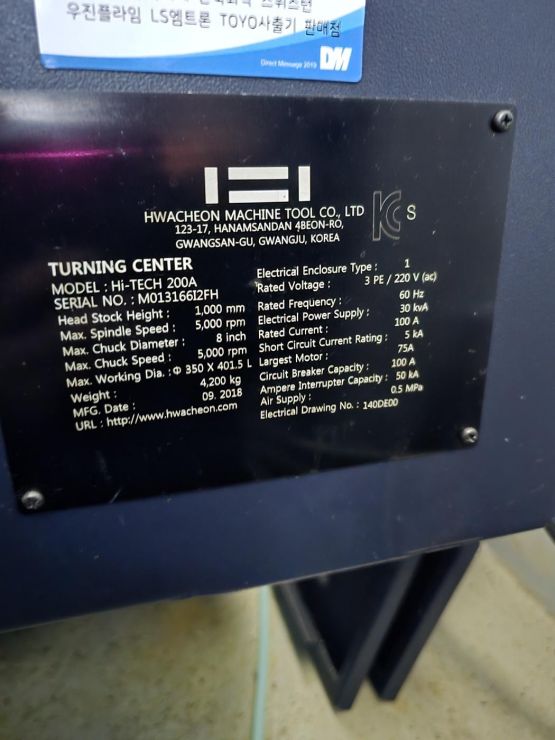 우진플라임 LS엠트론 TOYO사출기 판매점
Direct Message 2019 DM
HWACHEON MACHINE TOOL CO., LTD
123-17, HANAMSANDAN 4BEON-RO,
GWANGSAN-GU, GWANGJU, KOREA
KC S
TURNING CENTER
MODEL : Hi-TECH 200A
SERIAL NO. : M013166I2FH
Head Stock Height : 1,000 mm
Max. Spindle Speed : 5,000 rpm
Max. Chuck Diameter : 8 inch
Max. Chuck Speed : 5,000 rpm
Max. Working Dia. : Φ 350 X 401.5 L
Weight : 4,200 kg
MFG. Date : 09. 2018
URL : http://www.hwacheon.com
Electrical Enclosure Type : 1
Rated Voltage : 3 PE / 220 V (ac)
Rated Frequency : 60 Hz
Electrical Power Supply : 30 kVA
Rated Current : 100 A
Short Circuit Current Rating : 5 kA
Largest Motor : 75A
Circuit Breaker Capacity : 100 A
Ampere Interrupter Capacity : 50 kA
Air Supply : 0.5 MPa
Electrical Drawing No. : 140DE00